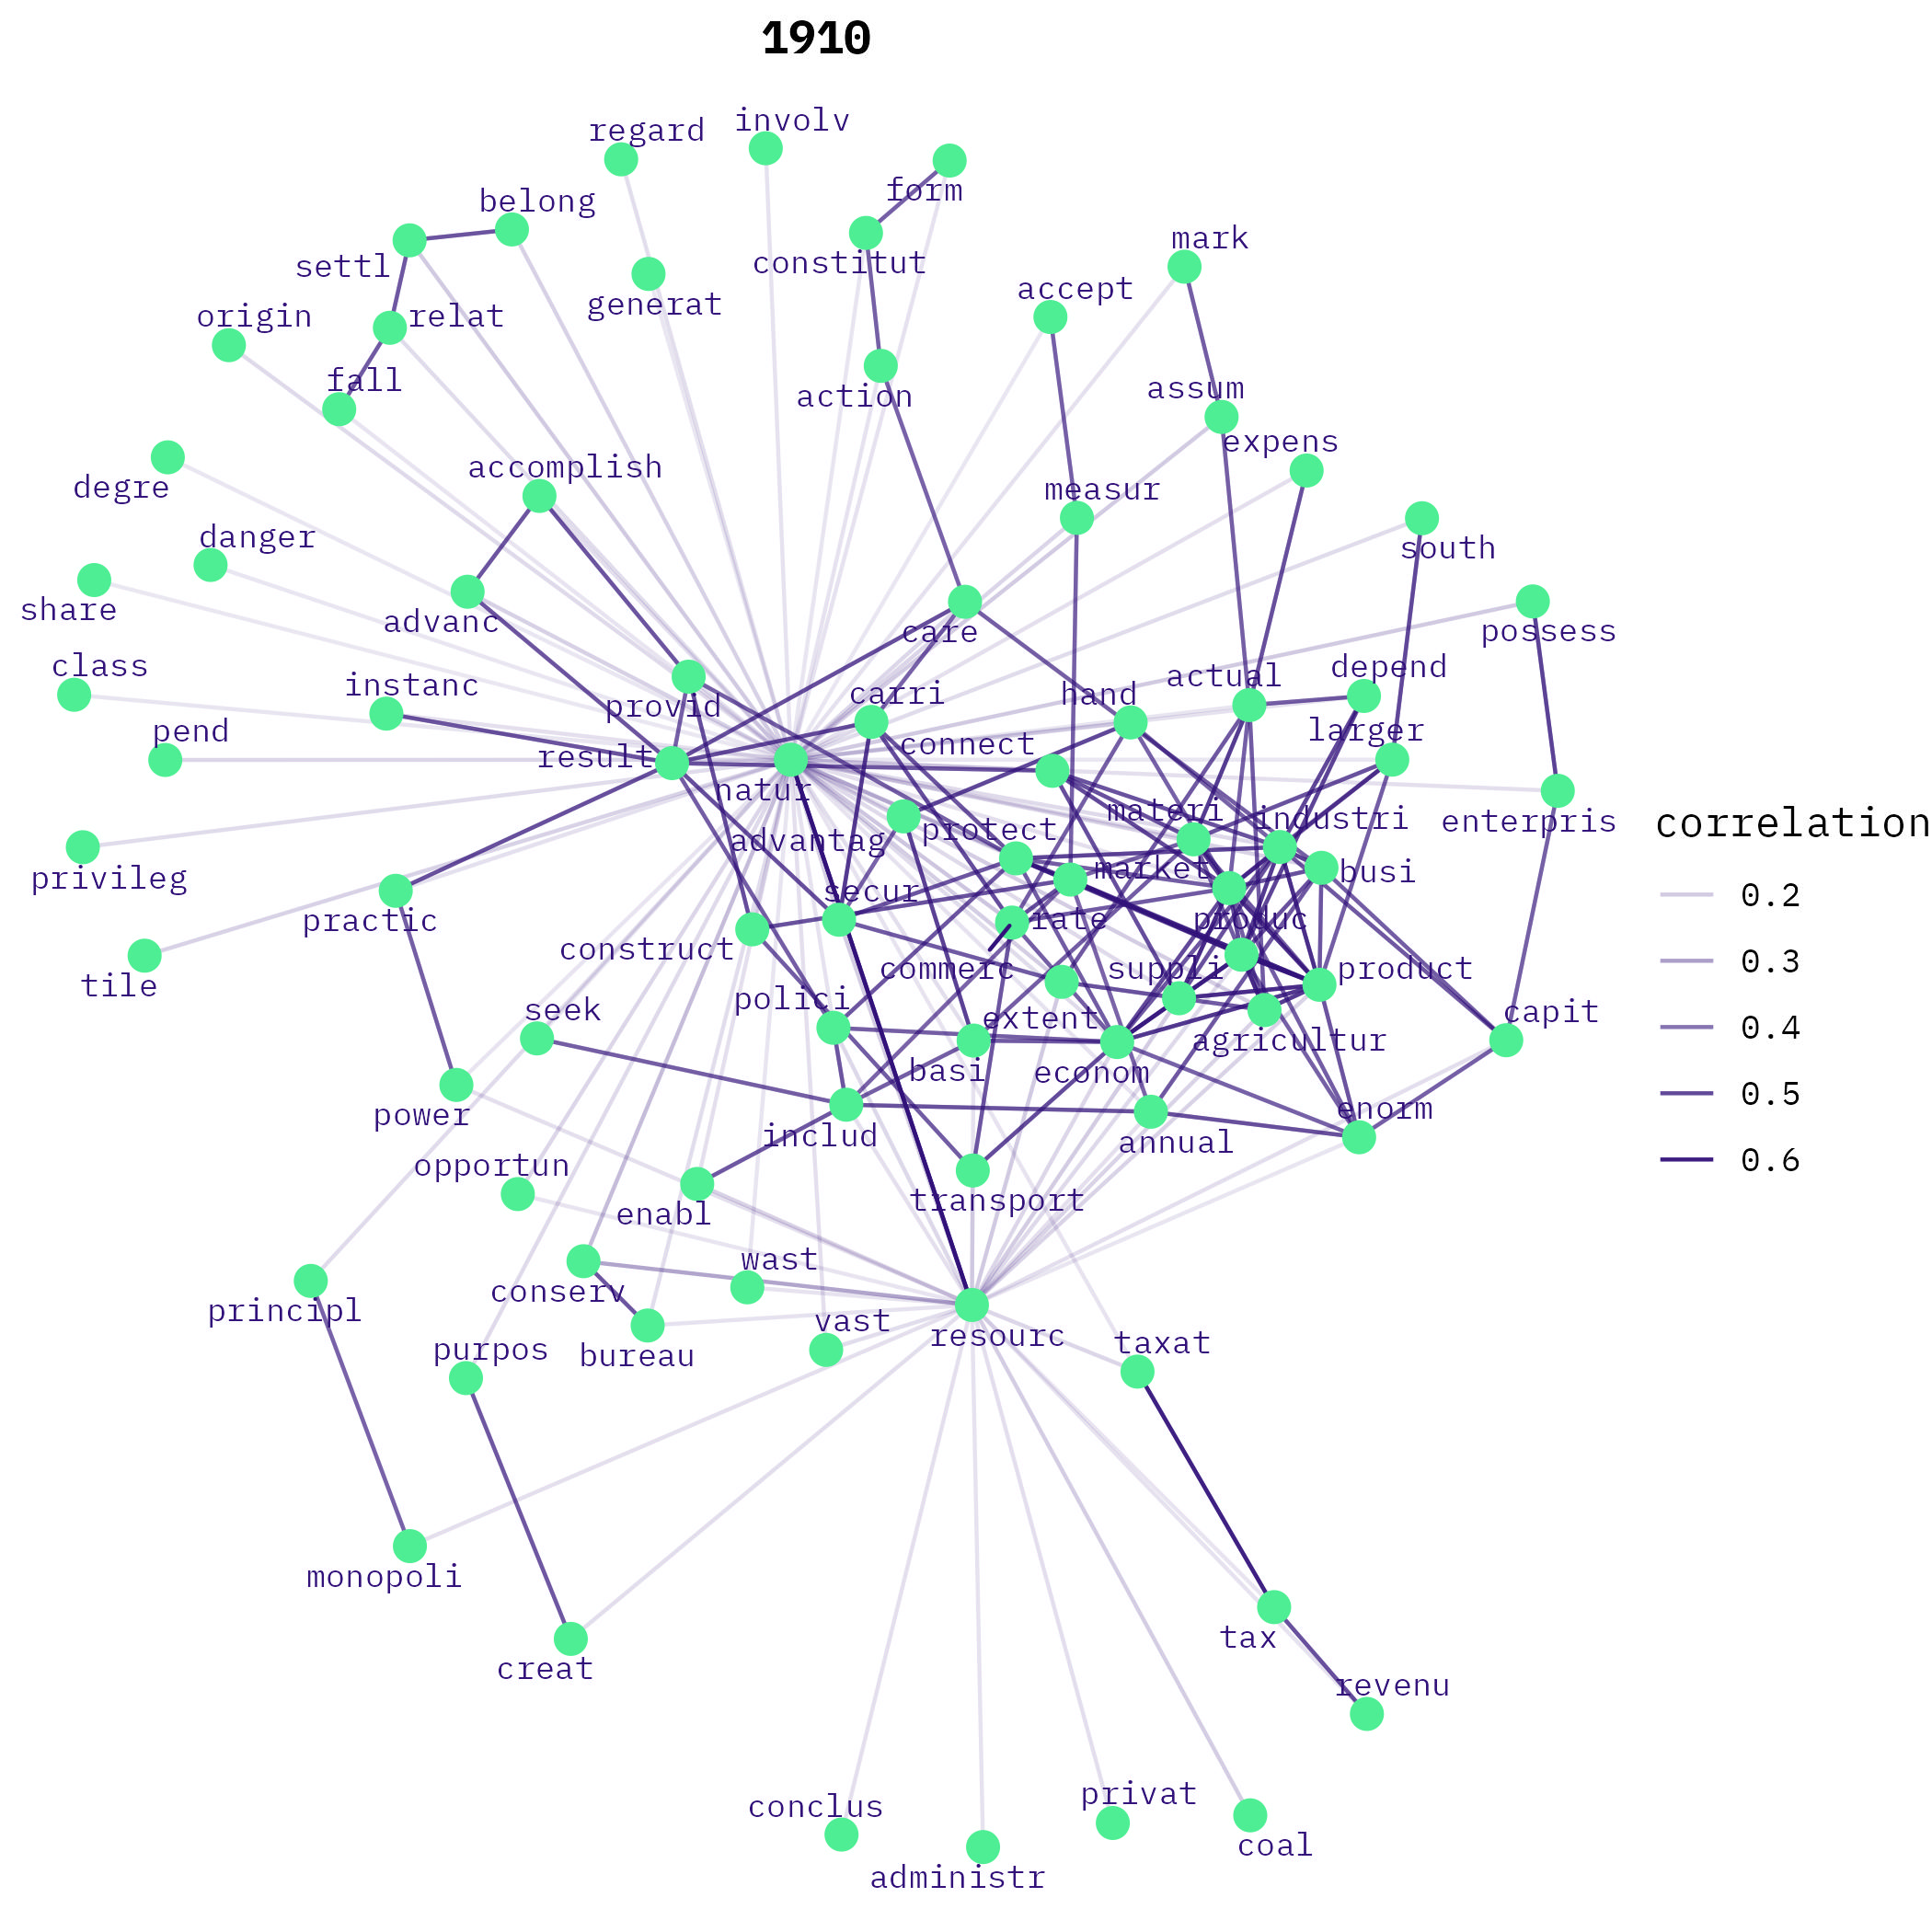 1910
involv
regard
form
belong
constitut
mark
settl
accept
generat
origin
relat
fall
action
assum
expens
accomplish
degre
measur
danger
south
share
advanc
care
possess
class
instanc
provid
carri
hand
actual
depend
pend
result
connect
larger
natur
materi
industri
enterpris
advantag
protect
correlation
privileg
market
busi
secur
0.2
practic
construct
rate
produc
commerc
suppli
product
0.3
tile
seek
polici
extent
agricultur
capit
0.4
basi
econom
0.5
power
includ
annual
enorm
opportun
0.6
enabl
transport
wast
conserv
principl
vast
resourc
taxat
purpos
bureau
monopoli
tax
creat
revenu
conclus
privat
coal
administr